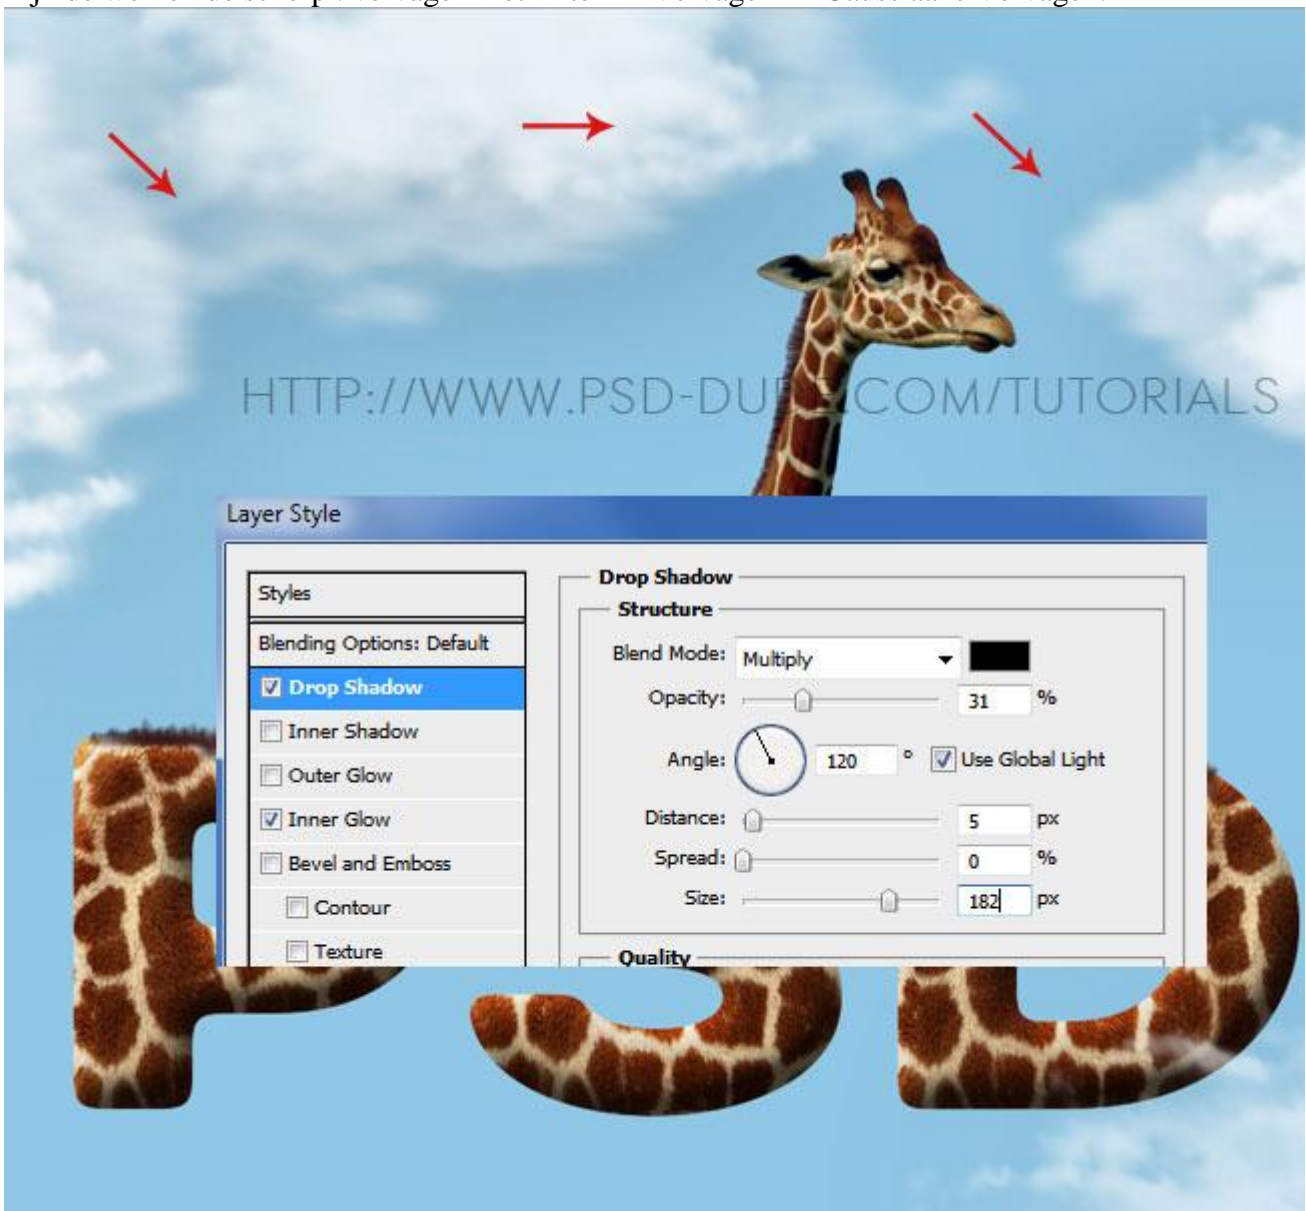 HTTP://WWW.PSD-DU .COM/TUTORIALS
Layer Style
Styles
Blending Options: Default
Drop Shadow
Inner Shadow
Outer Glow
Inner Glow
Bevel and Emboss
Contour
Texture
Drop Shadow
Structure
Blend Mode: Multiply
Opacity: 31 %
Angle: 120 ° Use Global Light
Distance: 5 px
Spread: 0 %
Size: 182 px
Quality
PSD